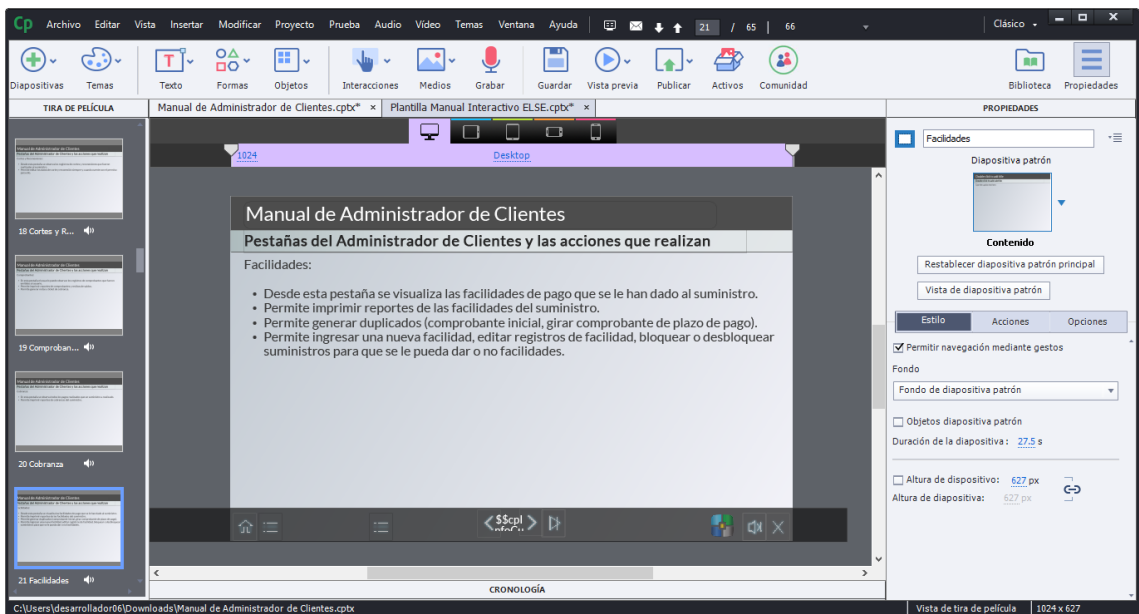 Cp Archivo Editar Vista Insertar Modificar Proyecto Prueba Audio Vídeo Temas Ventana Ayuda 21 / 65 | 66 Clásico
Diapositivas Temas Texto Formas Objetos Interacciones Medios Grabar Guardar Vista previa Publicar Activos Comunidad Biblioteca Propiedades
TIRA DE PELÍCULA
Manual de Administrador de Clientes.cptx* × Plantilla Manual Interactivo ELSE.cptx* ×
PROPIEDADES
1024 Desktop
18 Cortes y R...
19 Comproban...
20 Cobranza
21 Facilidades
Manual de Administrador de Clientes
Pestañas del Administrador de Clientes y las acciones que realizan
Facilidades:
• Desde esta pestaña se visualiza las facilidades de pago que se le han dado al suministro.
• Permite imprimir reportes de las facilidades del suministro.
• Permite generar duplicados (comprobante inicial, girar comprobante de plazo de pago).
• Permite ingresar una nueva facilidad, editar registros de facilidad, bloquear o desbloquear
suministros para que se le pueda dar o no facilidades.
$$cpI
CRONOLOGÍA
Facilidades
Diapositiva patrón
Contenido
Restablecer diapositiva patrón principal
Vista de diapositiva patrón
Estilo Acciones Opciones
Permitir navegación mediante gestos
Fondo
Fondo de diapositiva patrón
Objetos diapositiva patrón
Duración de la diapositiva: 27.5 s
Altura de dispositivo: 627 px
Altura de diapositiva: 627 px
C:\Users\desarrollador06\Downloads\Manual de Administrador de Clientes.cptx
Vista de tira de película 1024 x 627